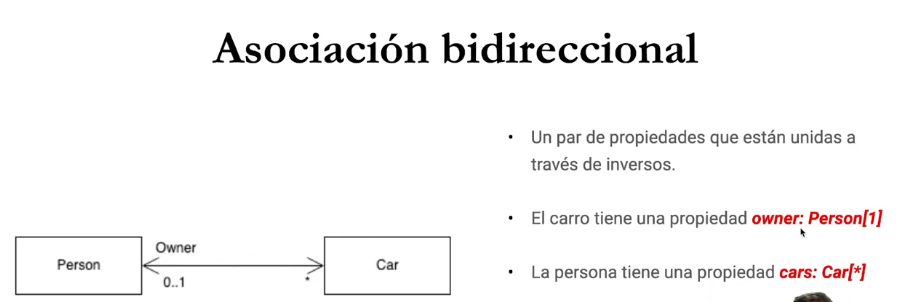 Asociación bidireccional
• Un par de propiedades que están unidas a
través de inversos.
• El carro tiene una propiedad owner: Person[1]
• La persona tiene una propiedad cars: Car[*]
Person
Owner
0..1
*
Car